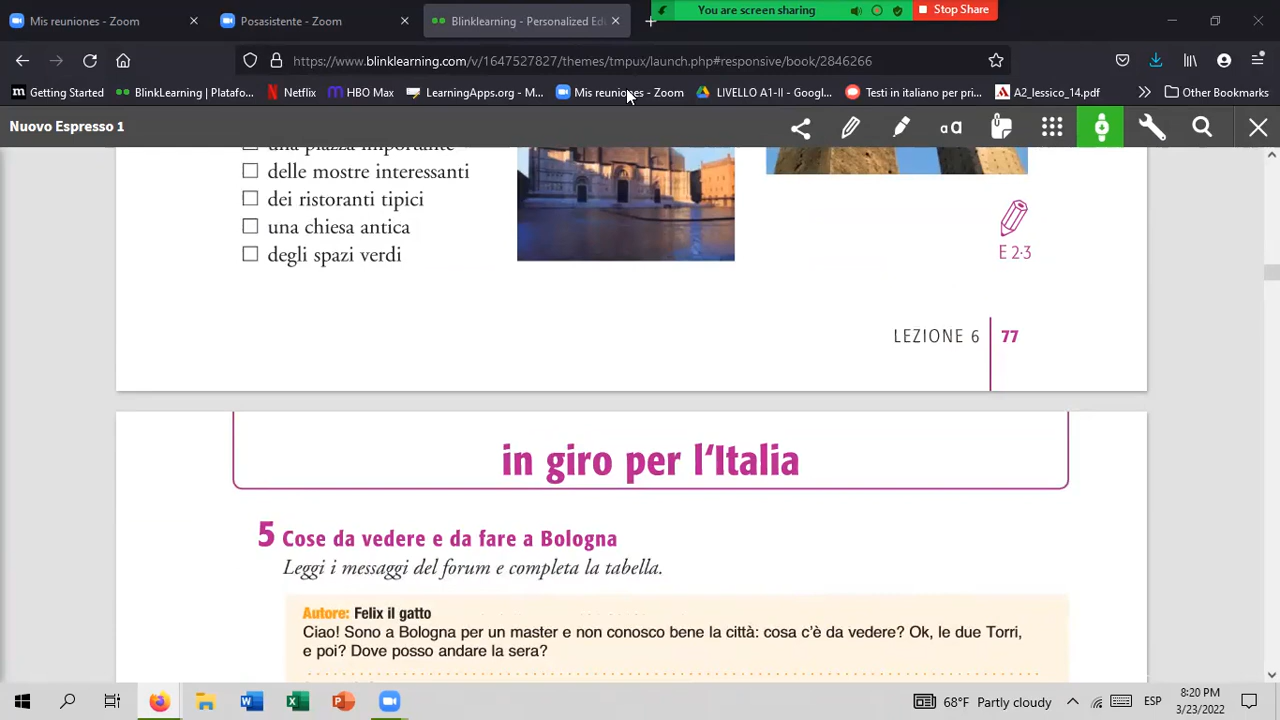 Mis reuniones - Zoom
Posasistente - Zoom
Blinklearning - Personalized Edu
You are screen sharing
Stop Share
https://www.blinklearning.com/v/1647527827/themes/tmpux/launch.php#responsive/book/2846266
Getting Started
BlinkLearning | Platafo...
Netflix
HBO Max
LearningApps.org - M...
Mis reuniones - Zoom
LIVELLO A1-II - Googl...
Testi in italiano per pri...
A2_lessico_14.pdf
Other Bookmarks
Nuovo Espresso 1
aa
una piazza importante
delle mostre interessanti
dei ristoranti tipici
una chiesa antica
degli spazi verdi
E 2·3
LEZIONE 6 77
in giro per l‘Italia
5 Cose da vedere e da fare a Bologna
Leggi i messaggi del forum e completa la tabella.
Autore: Felix il gatto
Ciao! Sono a Bologna per un master e non conosco bene la città: cosa c'è da vedere? Ok, le due Torri,
e poi? Dove posso andare la sera?
68°F Partly cloudy
ESP
8:20 PM
3/23/2022